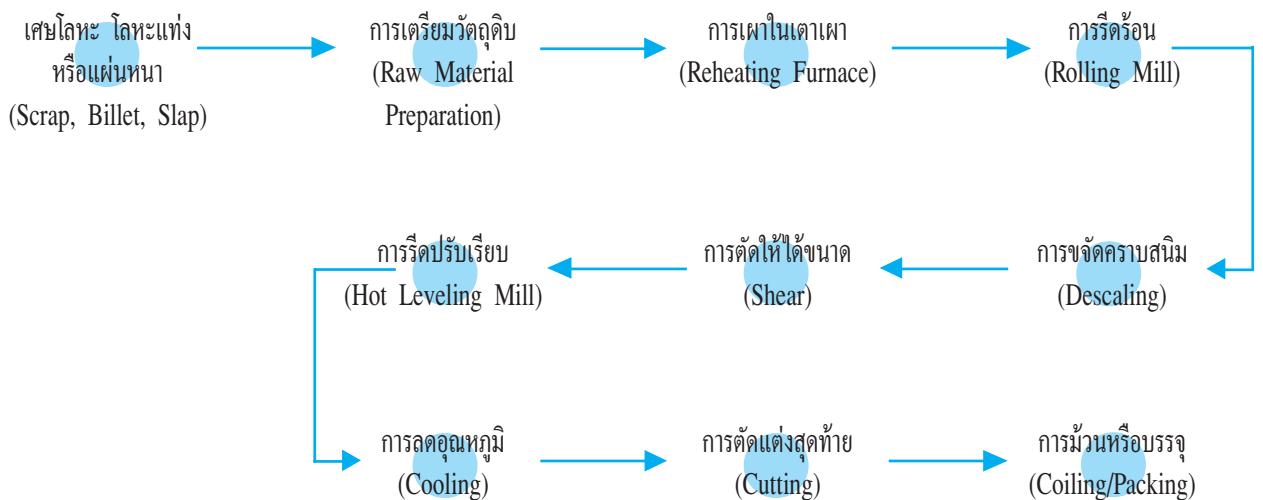 เศษโลหะ โลหะแท่ง
หรือแผ่นหนา
(Scrap, Billet, Slap)
การเตรียมวัตถุดิบ
(Raw Material
Preparation)
การเผาในเตาเผา
(Reheating Furnace)
การรีดร้อน
(Rolling Mill)
การขจัดคราบสนิม
(Descaling)
การตัดให้ได้ขนาด
(Shear)
การรีดปรับเรียบ
(Hot Leveling Mill)
การลดอุณหภูมิ
(Cooling)
การตัดแต่งสุดท้าย
(Cutting)
การม้วนหรือบรรจุ
(Coiling/Packing)